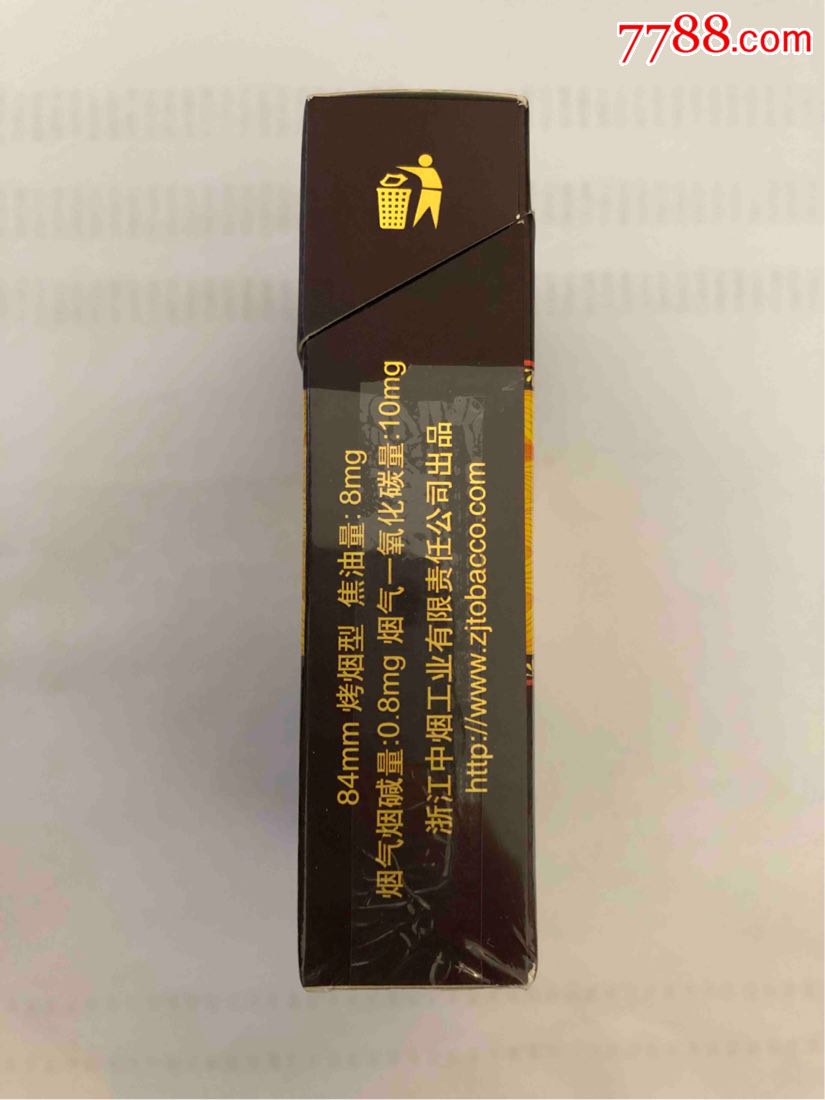 7788.com
84mm 烤烟型 焦油量: 8mg
烟气烟碱量:0.8mg 烟气一氧化碳量:10mg
浙江中烟工业有限责任公司出品
http://www.zjtobacco.com